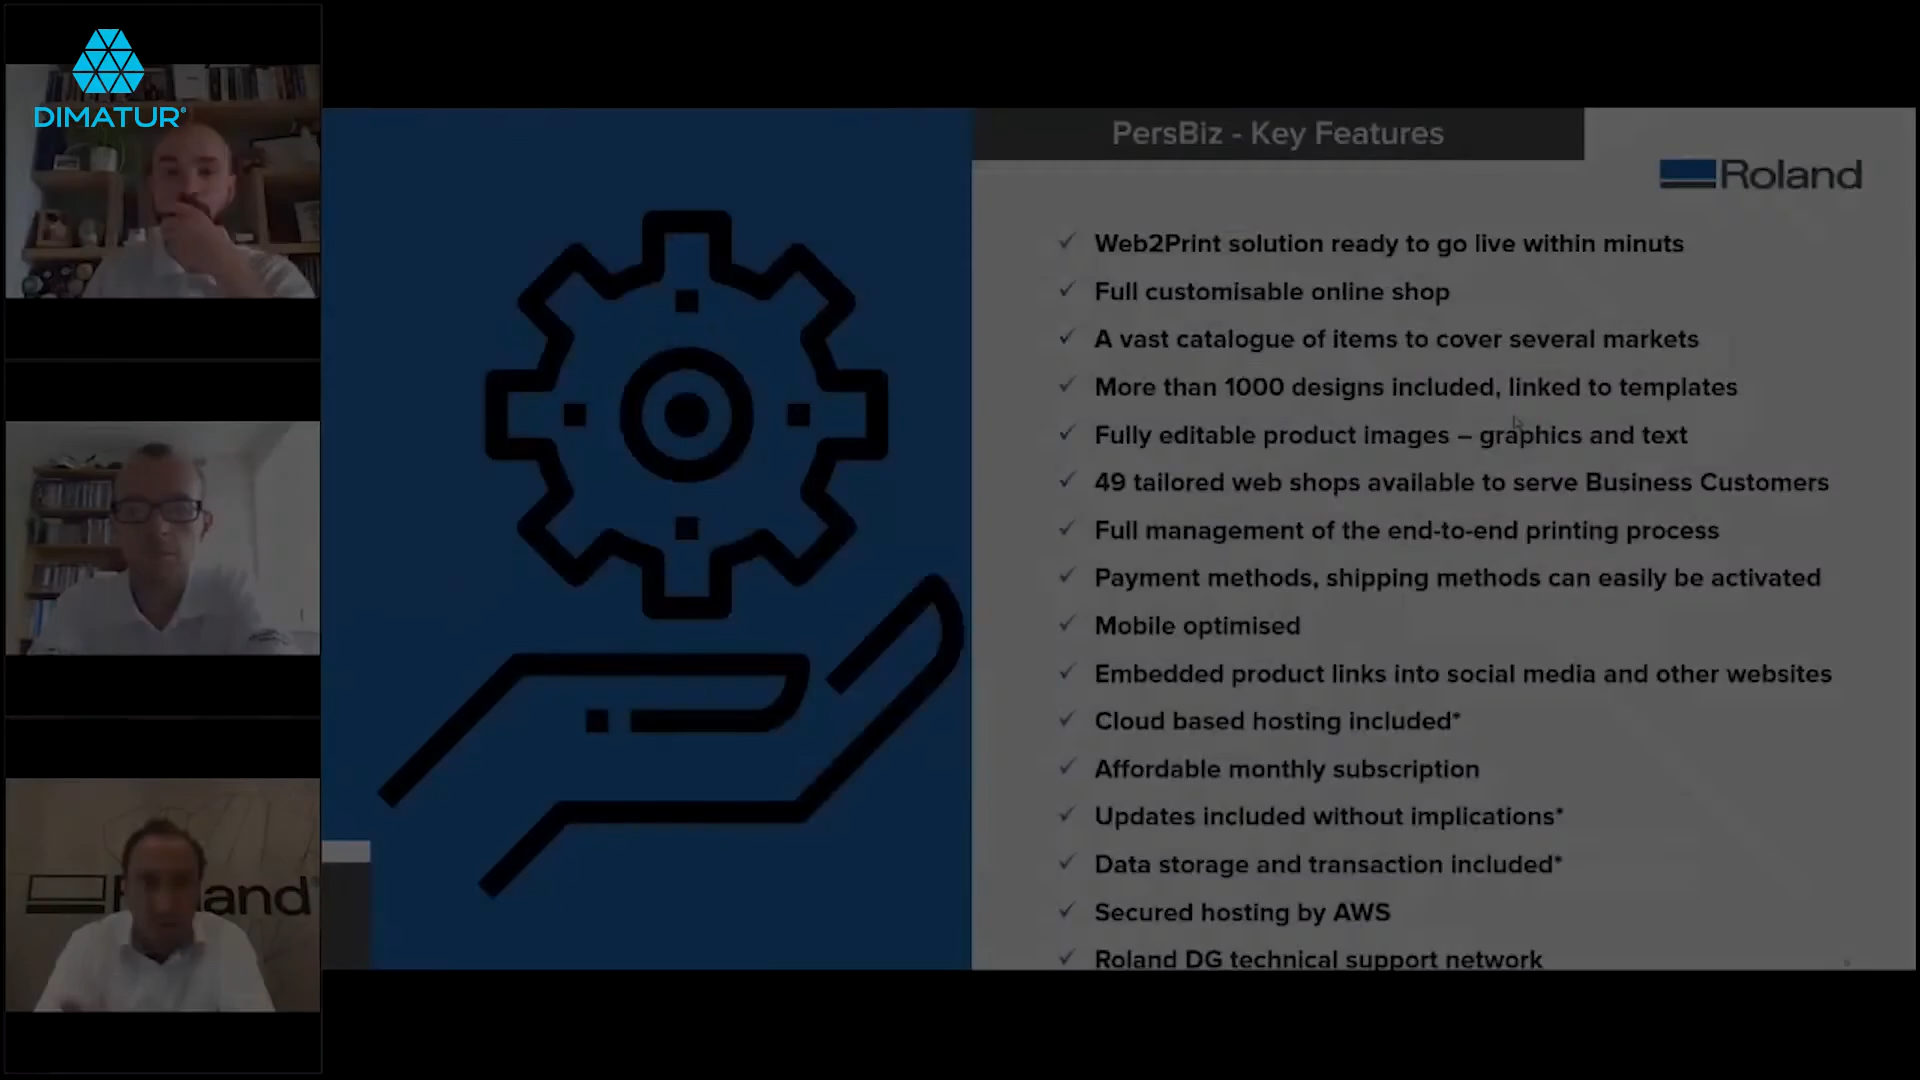 DIMATUR®
PersBiz - Key Features
Roland
Web2Print solution ready to go live within minuts
Full customisable online shop
A vast catalogue of items to cover several markets
More than 1000 designs included, linked to templates
Fully editable product images – graphics and text
49 tailored web shops available to serve Business Customers
Full management of the end-to-end printing process
Payment methods, shipping methods can easily be activated
Mobile optimised
Embedded product links into social media and other websites
Cloud based hosting included*
Affordable monthly subscription
Updates included without implications*
Data storage and transaction included*
Secured hosting by AWS
Roland DG technical support network